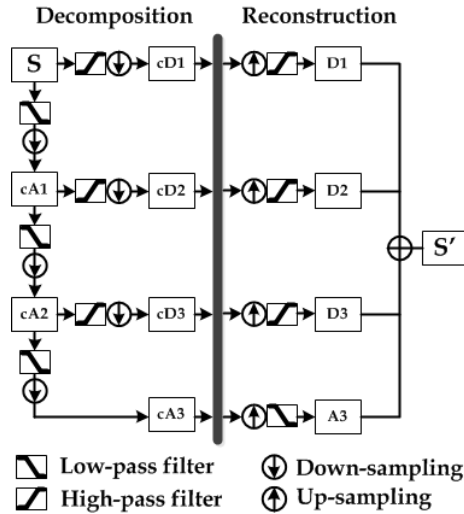 Decomposition Reconstruction
S cD1 D1
cA1 cD2 D2
S'
cA2 cD3 D3
cA3 A3
Low-pass filter Down-sampling
High-pass filter Up-sampling